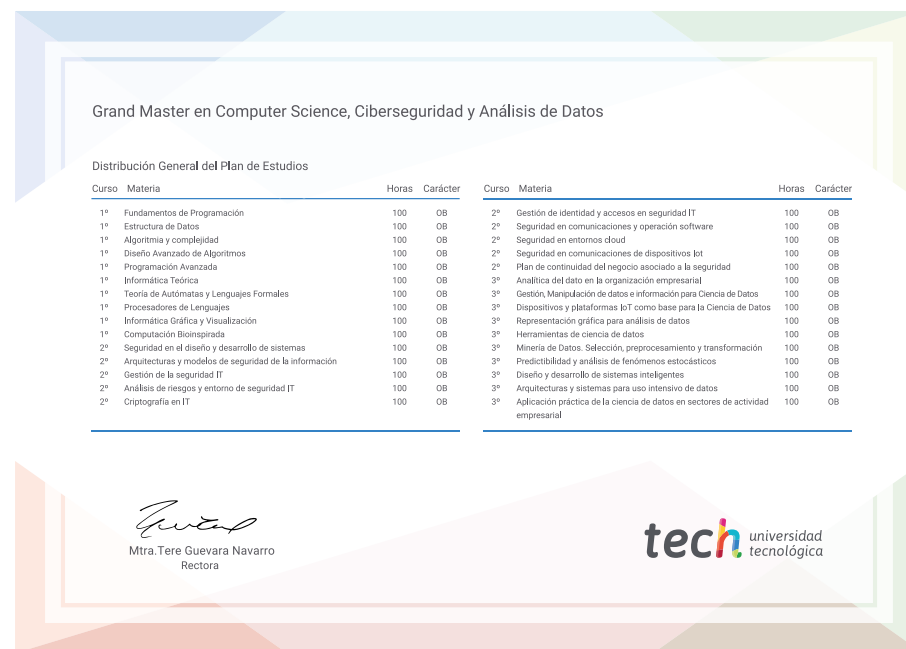 Grand Master en Computer Science, Ciberseguridad y Análisis de Datos
Distribución General del Plan de Estudios
Curso Materia Horas Carácter
1º Fundamentos de Programación 100 OB
1º Estructura de Datos 100 OB
1º Algoritmia y complejidad 100 OB
1º Diseño Avanzado de Algoritmos 100 OB
1º Programación Avanzada 100 OB
1º Informática Teórica 100 OB
1º Teoría de Autómatas y Lenguajes Formales 100 OB
1º Procesadores de Lenguajes 100 OB
1º Informática Gráfica y Visualización 100 OB
1º Computación Bioinspirada 100 OB
2º Seguridad en el diseño y desarrollo de sistemas 100 OB
2º Arquitecturas y modelos de seguridad de la información 100 OB
2º Gestión de la seguridad IT 100 OB
2º Análisis de riesgos y entorno de seguridad IT 100 OB
2º Criptografía en IT 100 OB
Curso Materia Horas Carácter
2º Gestión de identidad y accesos en seguridad IT 100 OB
2º Seguridad en comunicaciones y operación software 100 OB
2º Seguridad en entornos cloud 100 OB
2º Seguridad en comunicaciones de dispositivos Iot 100 OB
2º Plan de continuidad del negocio asociado a la seguridad 100 OB
3º Analítica del dato en la organización empresarial 100 OB
3º Gestión, Manipulación de datos e información para Ciencia de Datos 100 OB
3º Dispositivos y plataformas IoT como base para la Ciencia de Datos 100 OB
3º Representación gráfica para análisis de datos 100 OB
3º Herramientas de ciencia de datos 100 OB
3º Minería de Datos. Selección, preprocesamiento y transformación 100 OB
3º Predictibilidad y análisis de fenómenos estocásticos 100 OB
3º Diseño y desarrollo de sistemas inteligentes 100 OB
3º Arquitecturas y sistemas para uso intensivo de datos 100 OB
3º Aplicación práctica de la ciencia de datos en sectores de actividad 100 OB
empresarial
Mtra.Tere Guevara Navarro
Rectora
tech universidad
tecnológica